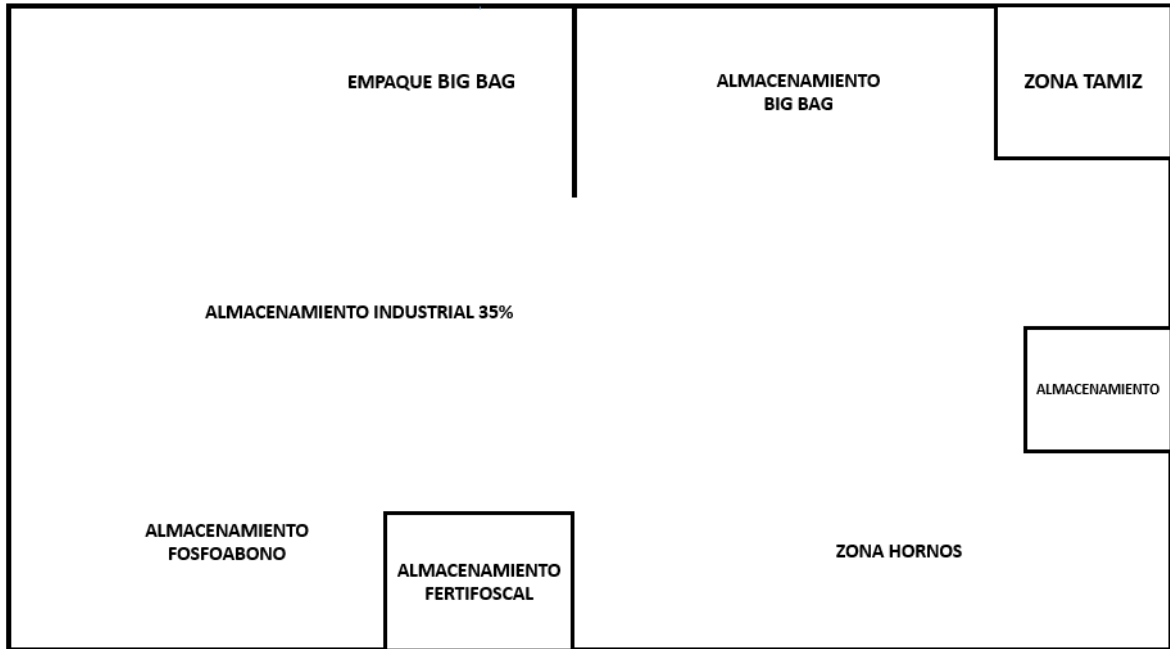 EMPAQUE BIG BAG
ALMACENAMIENTO
BIG BAG
ZONA TAMIZ
ALMACENAMIENTO INDUSTRIAL 35%
ALMACENAMIENTO
ALMACENAMIENTO
FOSFOABONO
ALMACENAMIENTO
FERTIFOSCAL
ZONA HORNOS